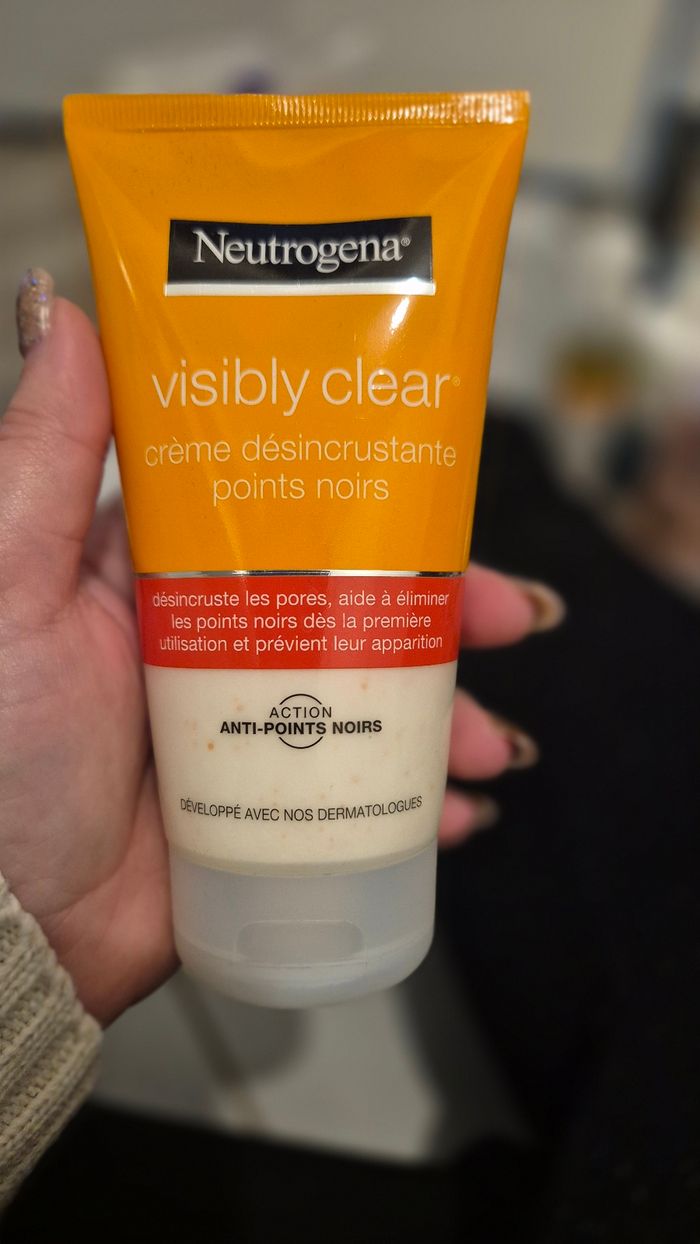 Neutrogena®
visibly clear®
crème désincrustante
points noirs
désincruste les pores, aide à éliminer
les points noirs dès la première
utilisation et prévient leur apparition
ACTION
ANTI-POINTS NOIRS
DÉVELOPPÉ AVEC NOS DERMATOLOGUES